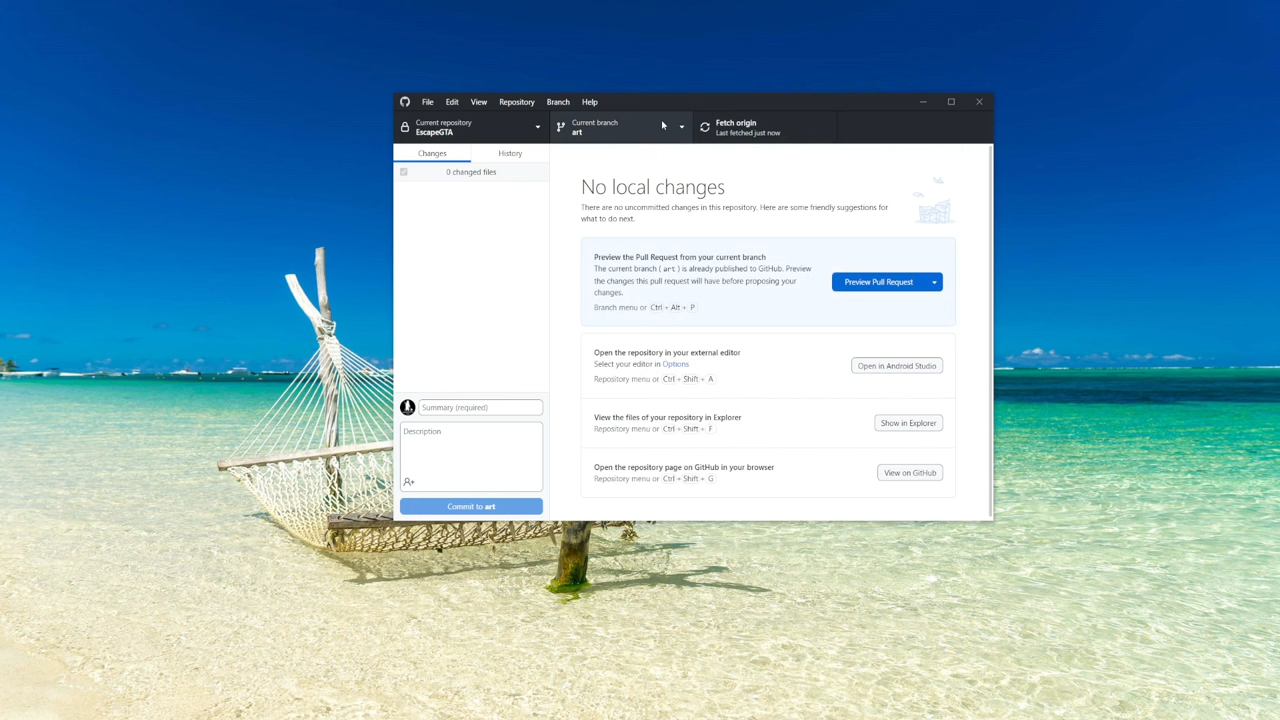 File Edit View Repository Branch Help
Current repository
EscapeGTA
Current branch
art
Fetch origin
Last fetched just now
Changes History
0 changed files
No local changes
There are no uncommitted changes in this repository. Here are some friendly suggestions for
what to do next.
Preview the Pull Request from your current branch
The current branch ( art ) is already published to GitHub. Preview
the changes this pull request will have before proposing your
changes.
Branch menu or Ctrl + Alt + P
Preview Pull Request
Open the repository in your external editor
Select your editor in Options
Repository menu or Ctrl + Shift + A
Open in Android Studio
View the files of your repository in Explorer
Repository menu or Ctrl + Shift + F
Show in Explorer
Open the repository page on GitHub in your browser
Repository menu or Ctrl + Shift + G
View on GitHub
Summary (required)
Description
Commit to art